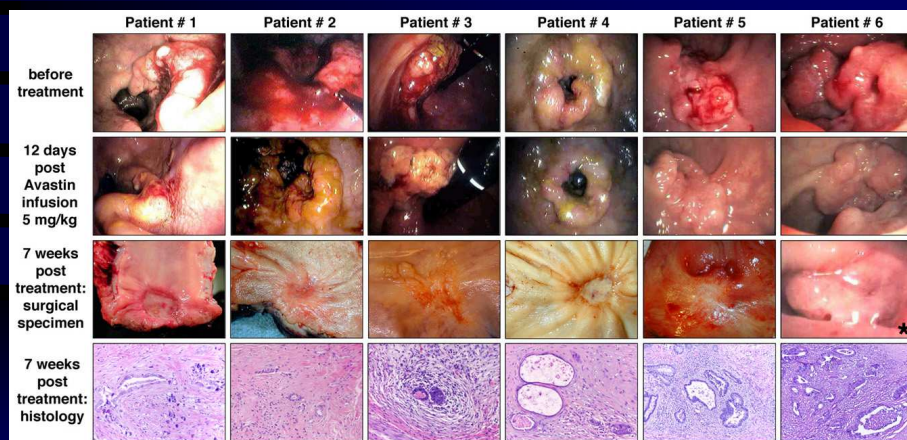 Patient # 1
Patient # 2
Patient # 3
Patient # 4
Patient # 5
Patient # 6
before
treatment
12 days
post
Avastin
infusion
5 mg/kg
7 weeks
post
treatment:
surgical
specimen
*
7 weeks
post
treatment:
histology